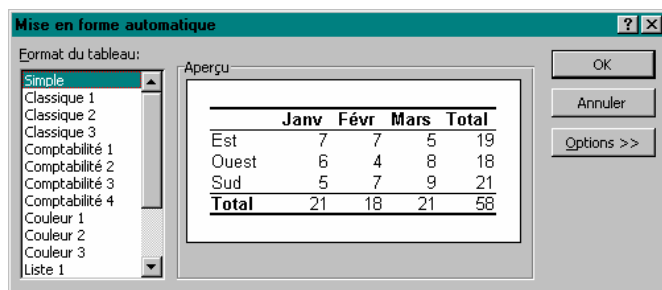 Mise en forme automatique
Format du tableau:
Simple
Classique 1
Classique 2
Classique 3
Comptabilité 1
Comptabilité 2
Comptabilité 3
Comptabilité 4
Couleur 1
Couleur 2
Couleur 3
Liste 1
Aperçu
Janv Févr Mars Total
Est 7 7 5 19
Ouest 6 4 8 18
Sud 5 7 9 21
Total 21 18 21 58
OK
Annuler
Options >>